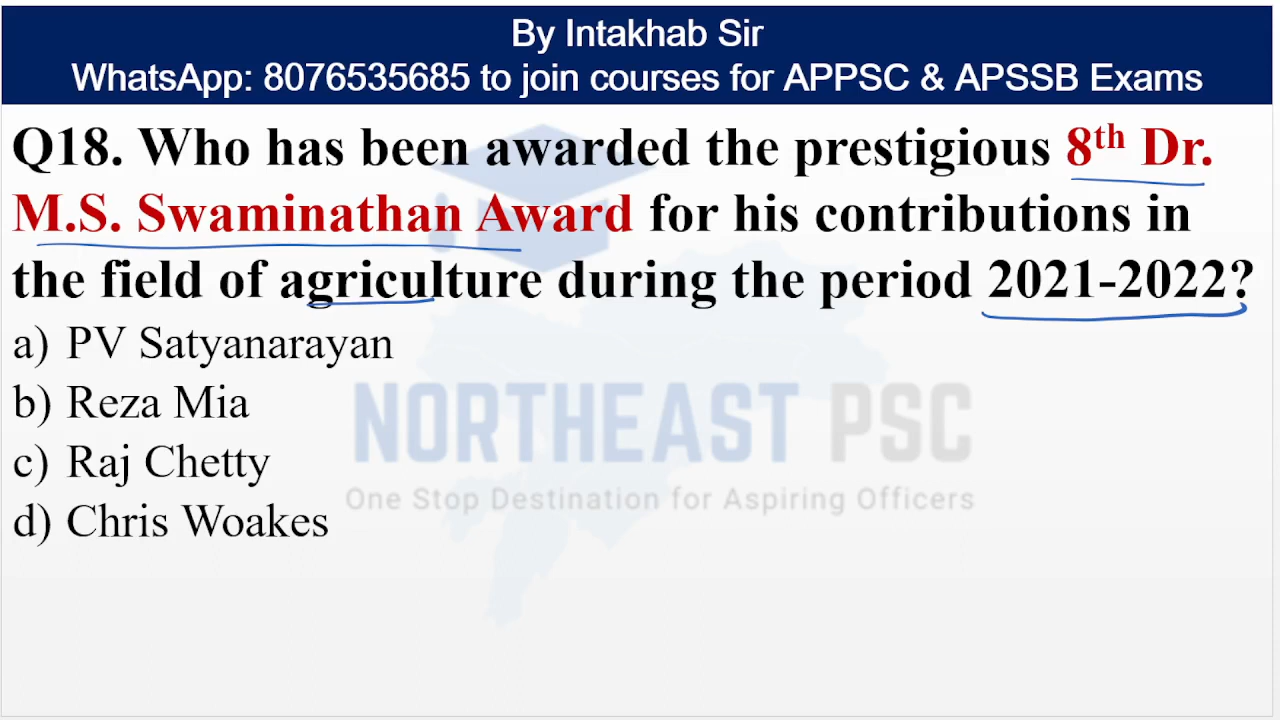 By Intakhab Sir
WhatsApp: 8076535685 to join courses for APPSC & APSSB Exams
Q18. Who has been awarded the prestigious 8th Dr.
M.S. Swaminathan Award for his contributions in
the field of agriculture during the period 2021-2022?
a) PV Satyanarayan
b) Reza Mia
c) Raj Chetty
d) Chris Woakes
NORTHEAST PSC
One Stop Destination for Aspiring Officers